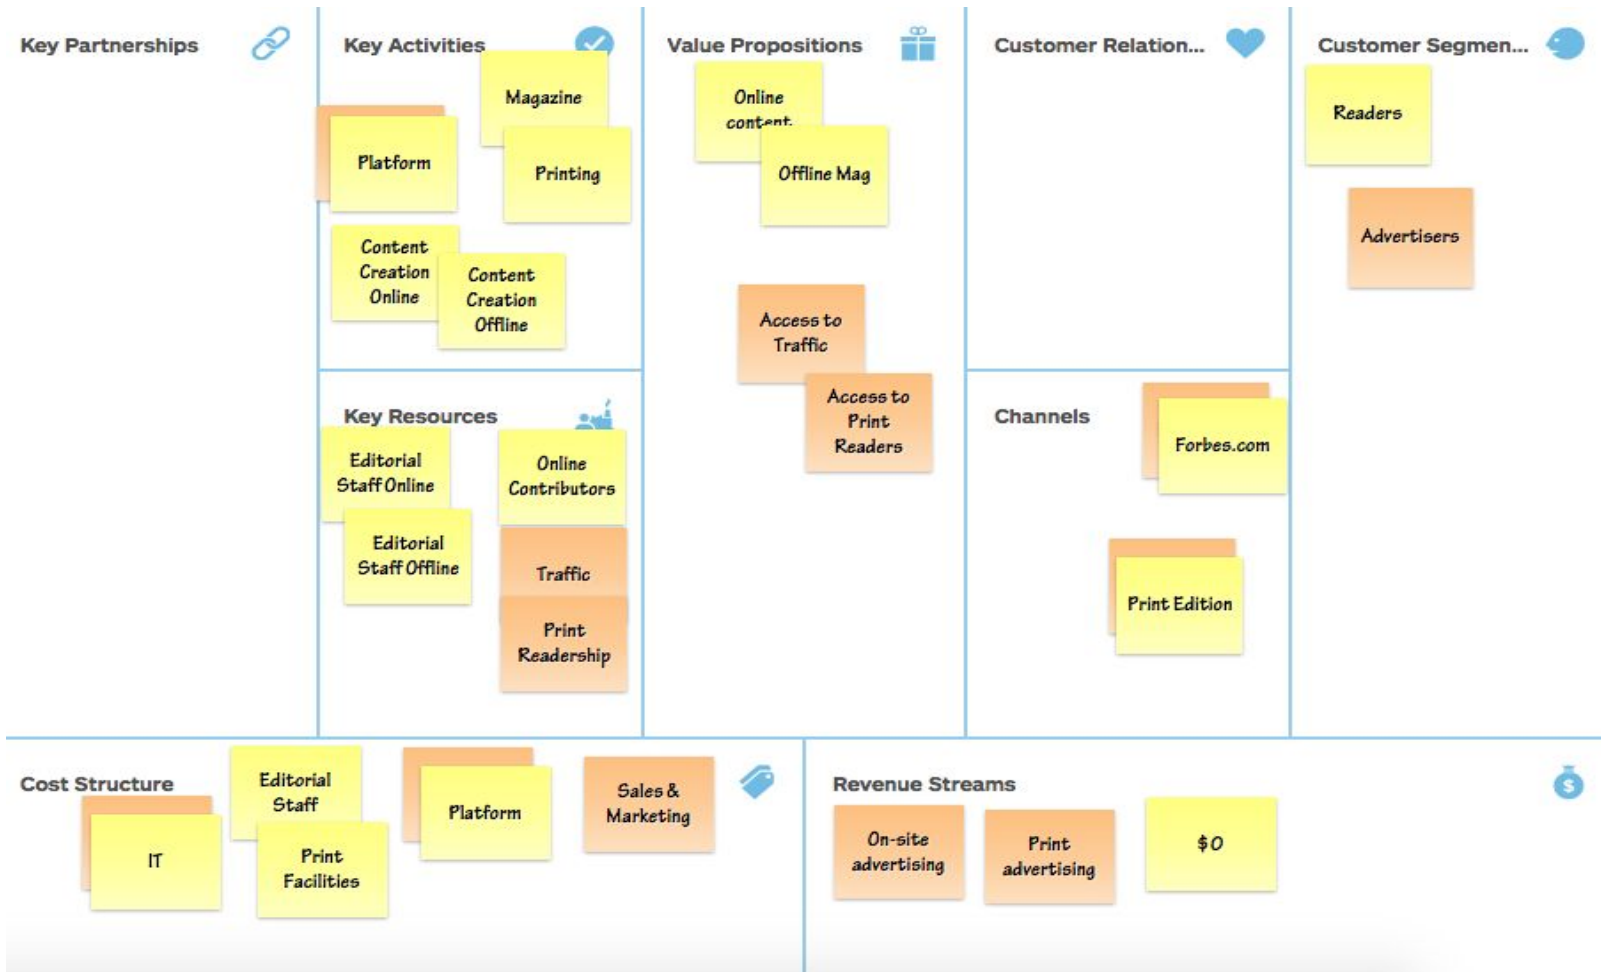 Key Partnerships
Key Activities
Magazine
Platform
Printing
Content
Creation
Online
Content
Creation
Offline
Key Resources
Editorial
Staff Online
Online
Contributors
Editorial
Staff Offline
Traffic
Print
Readership
Value Propositions
Online
content
Offline Mag
Access to
Traffic
Access to
Print
Readers
Customer Relation...
Channels
Forbes.com
Print Edition
Customer Segmen...
Readers
Advertisers
Cost Structure
IT
Editorial
Staff
Print
Facilities
Platform
Sales &
Marketing
Revenue Streams
On-site
advertising
Print
advertising
$0
$